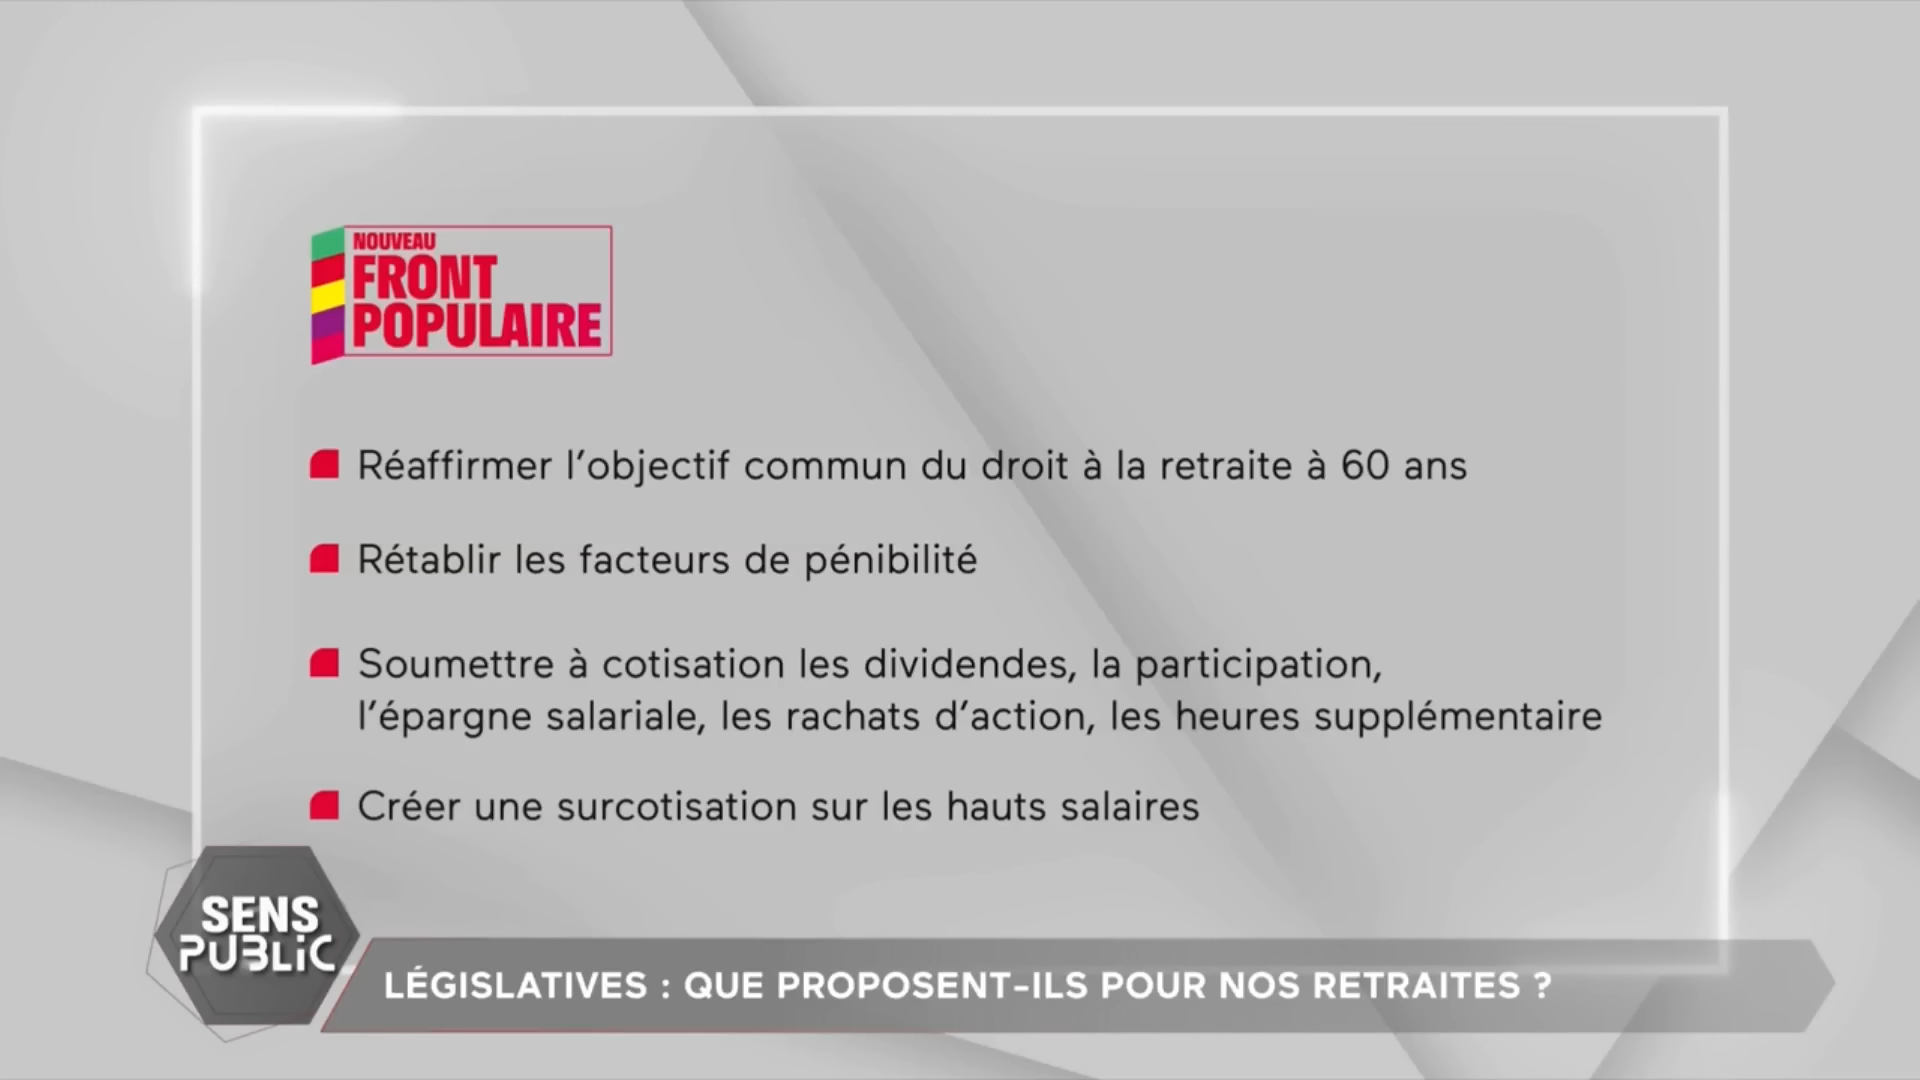 NOUVEAU
FRONT
POPULAIRE
Réaffirmer l’objectif commun du droit à la retraite à 60 ans
Rétablir les facteurs de pénibilité
Soumettre à cotisation les dividendes, la participation,
l’épargne salariale, les rachats d’action, les heures supplémentaire
Créer une surcotisation sur les hauts salaires
SENS
PUBLiC
LÉGISLATIVES : QUE PROPOSENT-ILS POUR NOS RETRAITES ?